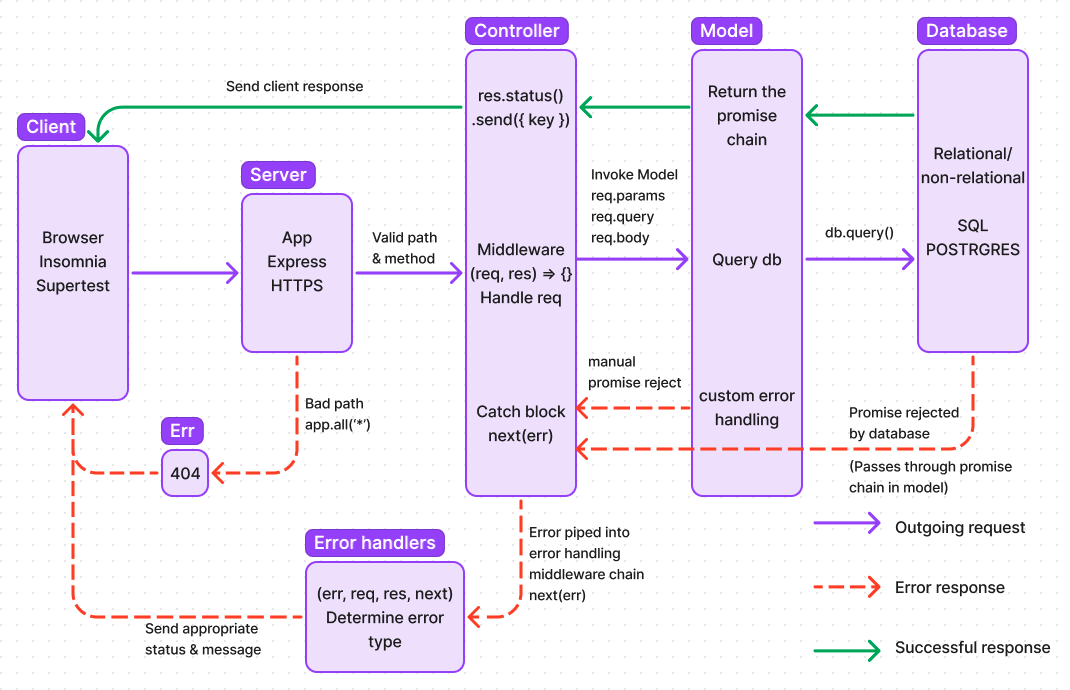 Controller
Model
Database
Send client response
res.status()
.send({ key })
Return the
promise
chain
Client
Relational/
non-relational
Server
Invoke Model
req.params
req.query
req.body
SQL
POSTRGRES
Browser
Insomnia
Supertest
App
Express
HTTPS
Valid path
& method
Middleware
(req, res) => {}
Handle req
Query db
db.query()
manual
promise reject
custom error
handling
Catch block
next(err)
Bad path
app.all('*')
Promise rejected
by database
(Passes through promise
chain in model)
Err
404
Error handlers
Error piped into
error handling
middleware chain
next(err)
(err, req, res, next)
Determine error
type
Send appropriate
status & message
Outgoing request
Error response
Successful response